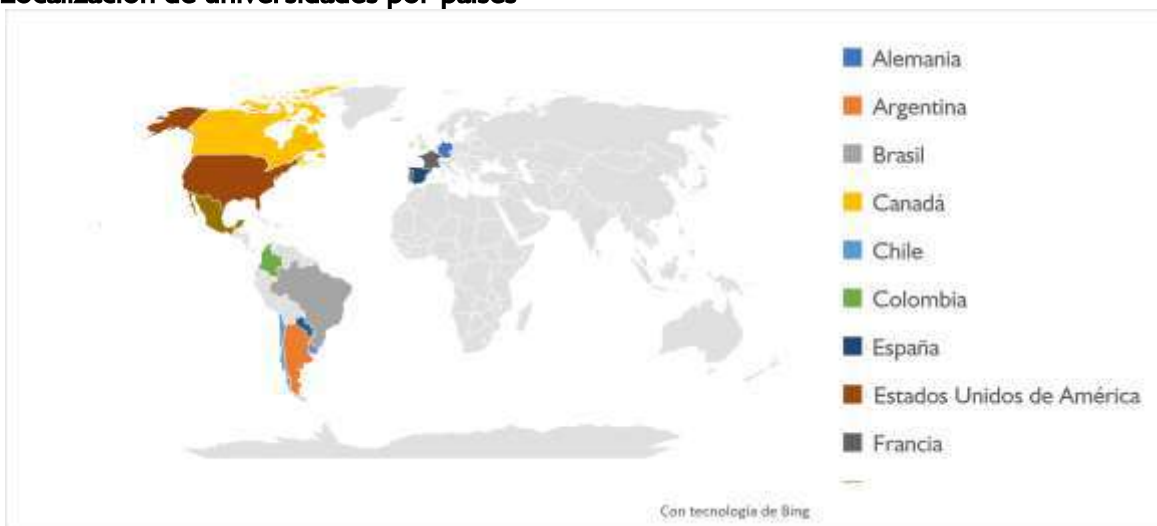 Localización de universidades por países
Alemania
Argentina
Brasil
Canadá
Chile
Colombia
España
Estados Unidos de América
Francia
Con tecnología de Bing